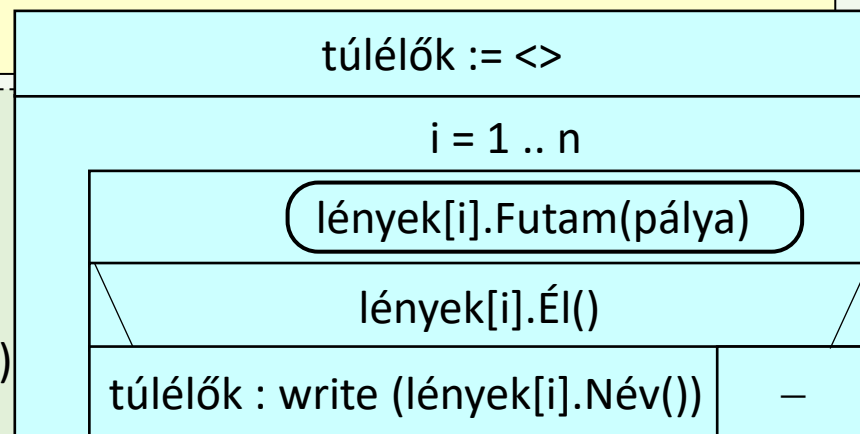 túlélők := <>
i = 1 .. n
lények[i].Futam(pálya)
lények[i].Él()
)
túlélők : write (lények[i].Név()) –